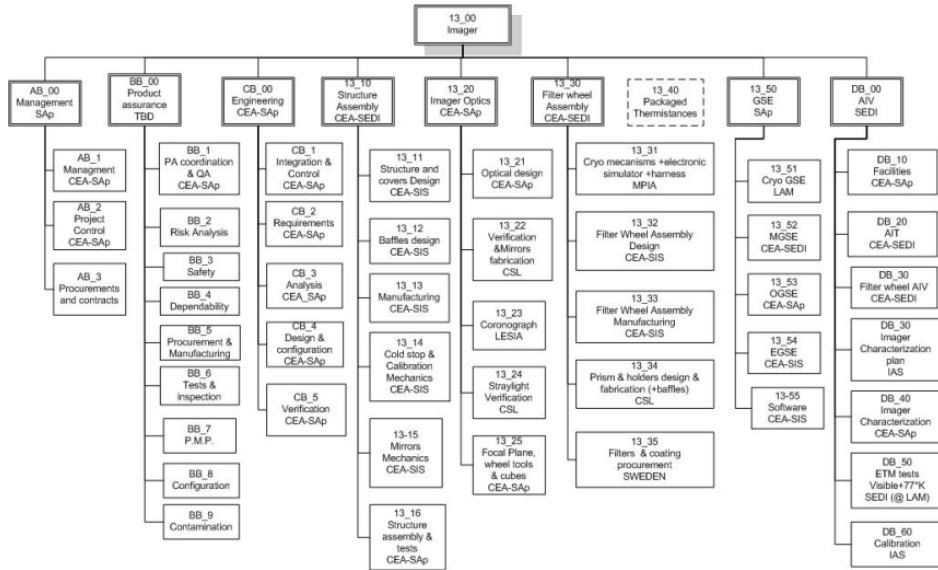 13_00
Imager
AB_00
Management
SAp
BB_00
Product
assurance
TBD
CB_00
Engineering
CEA-SAp
13_10
Structure
Assembly
CEA-SEDI
13_20
Imager Optics
CEA-SAp
13_30
Filter wheel
Assembly
CEA-SEDI
13_40
Packaged
Thermistances
13_50
GSE
SAp
DB_00
AIV
SEDI
AB_1
Managment
CEA-SAp
AB_2
Project
Control
CEA-SAp
AB_3
Procurements
and contracts
BB_1
PA coordination
& QA
CEA-SAp
BB_2
Risk Analysis
BB_3
Safety
BB_4
Dependability
BB_5
Procurement &
Manufacturing
BB_6
Tests &
inspection
BB_7
P.M.P.
BB_8
Configuration
BB_9
Contamination
CB_1
Integration &
Control
CEA-SAp
CB_2
Requirements
CEA-SAp
CB_3
Analysis
CEA_SAp
CB_4
Design &
configuration
CEA-SAp
CB_5
Verification
CEA-SAp
13_11
Structure and
covers Design
CEA-SIS
13_12
Baffles design
CEA-SIS
13_13
Manufacturing
CEA-SIS
13_14
Cold stop &
Calibration
Mechanics
CEA-SIS
13-15
Mirrors
Mechanics
CEA-SIS
13_16
Structure
assembly &
tests
CEA-SAp
13_21
Optical design
CEA-SAp
13_22
Verification
&Mirrors
fabrication
CSL
13_23
Coronograph
LESIA
13_24
Straylight
Verification
CSL
13_25
Focal Plane,
wheel tools
& cubes
CEA-SAp
13_31
Cryo mecanisms +electronic
simulator +harness
MPIA
13_32
Filter Wheel Assembly
Design
CEA-SIS
13_33
Filter Wheel Assembly
Manufacturing
CEA-SIS
13_34
Prism & holders design &
fabrication (+baffles)
CSL
13_35
Filters & coating
procurement
SWEDEN
13_51
Cryo GSE
LAM
13_52
MGSE
CEA-SEDI
13_53
OGSE
CEA-SAp
13_54
EGSE
CEA-SIS
13-55
Software
CEA-SIS
DB_10
Facilities
CEA-SAp
DB_20
AIT
CEA-SEDI
DB_30
Filter wheel AIV
CEA-SEDI
DB_30
Imager
Characterization
plan
IAS
DB_40
Imager
Characterization
CEA-SAp
DB_50
ETM tests
Visible+77°K
SEDI (@ LAM)
DB_60
Calibration
IAS